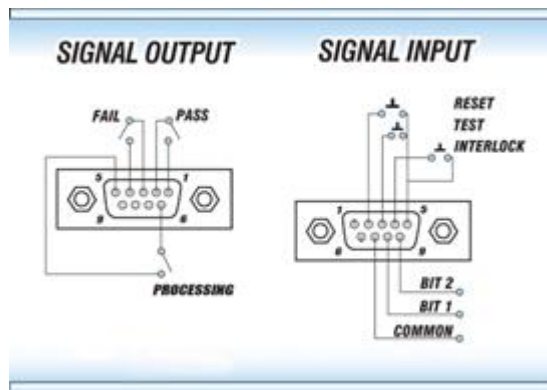 SIGNAL OUTPUT
FAIL
PASS
5
1
9
6
PROCESSING
SIGNAL INPUT
RESET
TEST
INTERLOCK
1
5
6
9
BIT 2
BIT 1
COMMON